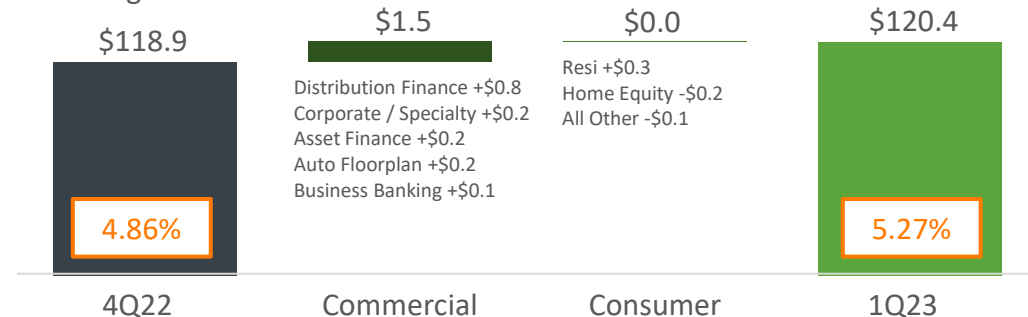 $118.9
$1.5
$0.0
$120.4
Distribution Finance +$0.8
Corporate / Specialty +$0.2
Asset Finance +$0.2
Auto Floorplan +$0.2
Business Banking +$0.1
Resi +$0.3
Home Equity -$0.2
All Other -$0.1
4.86%
5.27%
4Q22
Commercial
Consumer
1Q23